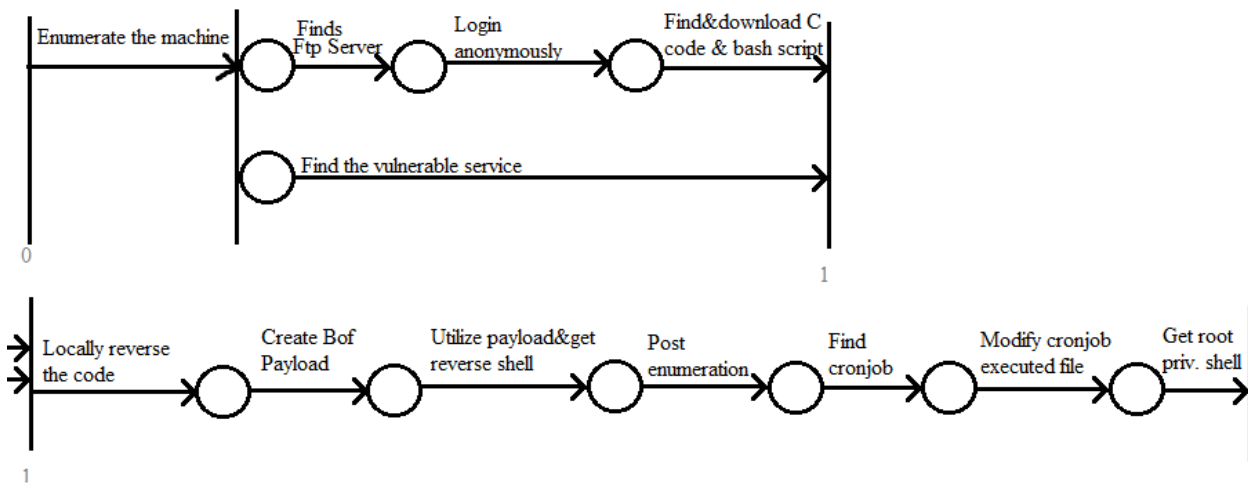 Enumerate the machine
Finds
Ftp Server
Login
anonymously
Find&download C
code & bash script
Find the vulnerable service
0
1
Locally reverse
the code
Create Bof
Payload
Utilize payload&get
reverse shell
Post
enumeration
Find
cronjob
Modify cronjob
executed file
Get root
priv. shell
1